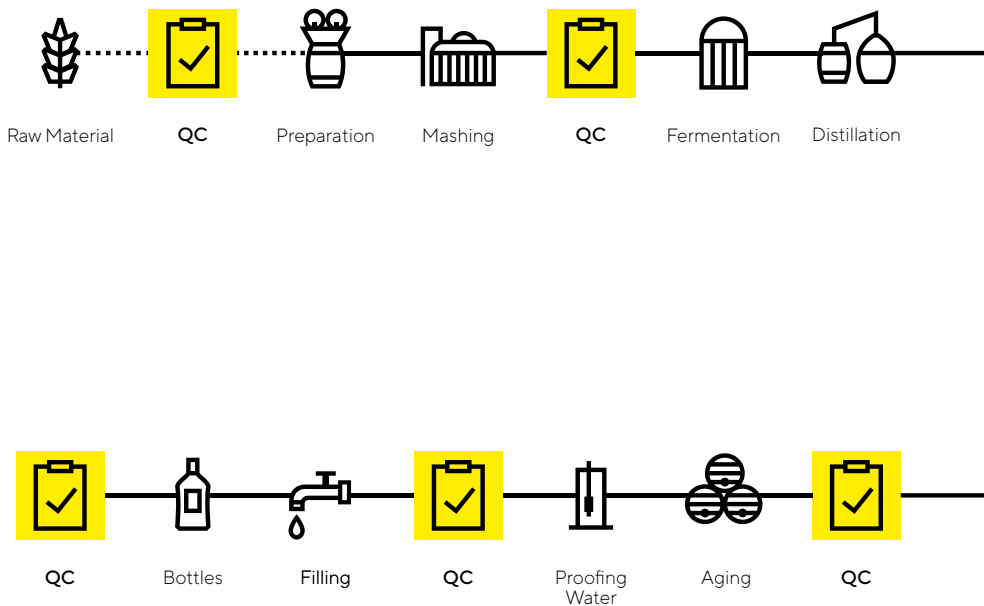 Raw Material
QC
Preparation
Mashing
QC
Fermentation
Distillation
QC
Bottles
Filling
QC
Proofing
Water
Aging
QC